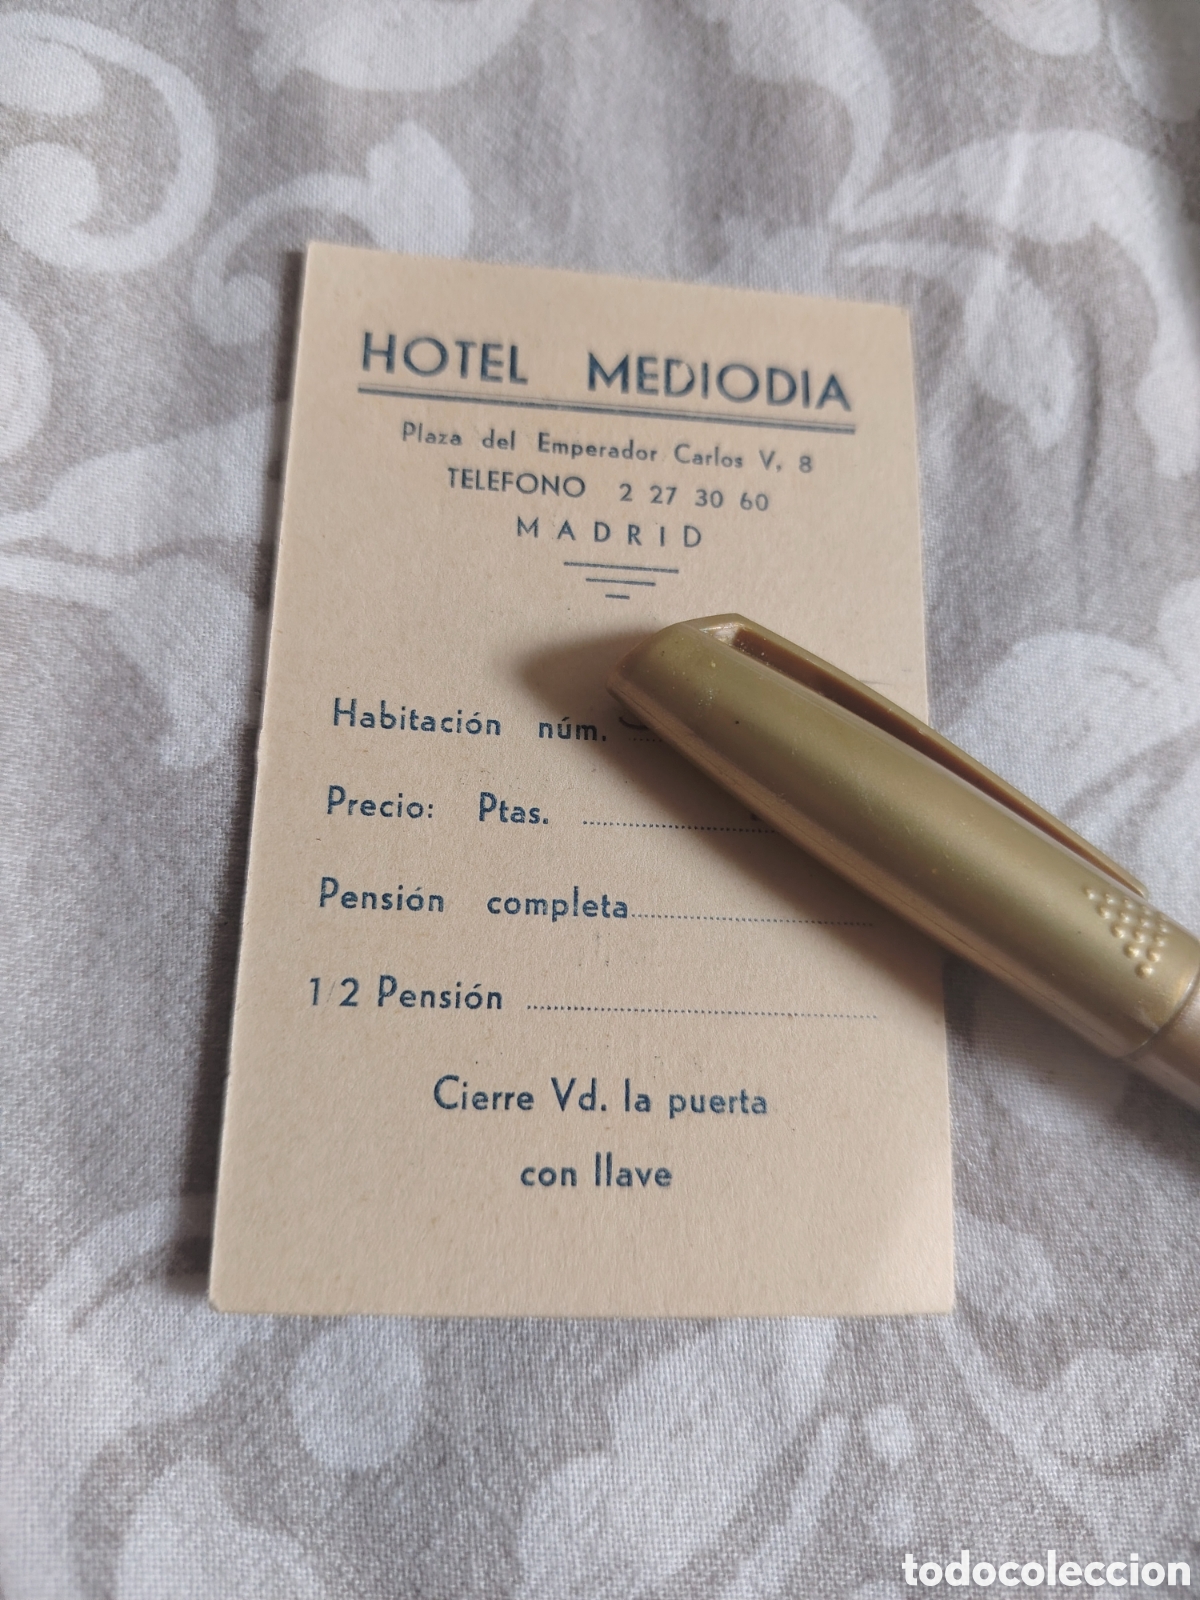 HOTEL MEDIODIA
Plaza del Emperador Carlos V, 8
TELEFONO 2 27 30 60
MADRID
Habitación núm.
Precio: Ptas.
Pensión completa
1/2 Pensión
Cierre Vd. la puerta
con llave
todocoleccion